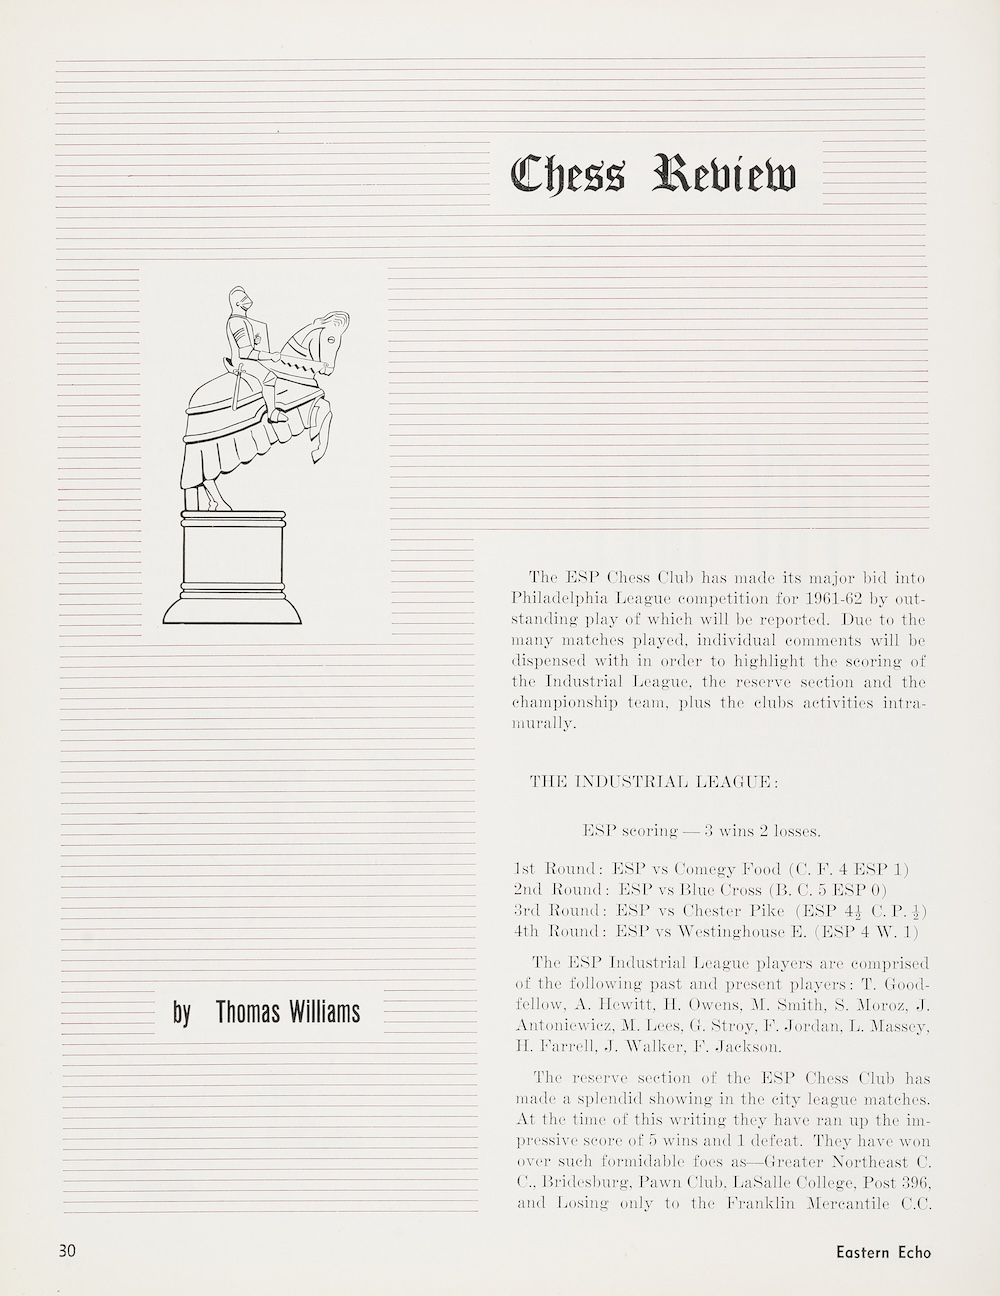 Chess Review
The ESP Chess Club has made its major bid into
Philadelphia League competition for 1961-62 by out-
standing play of which will be reported. Due to the
many matches played, individual comments will be
dispensed with in order to highlight the scoring of
the Industrial League, the reserve section and the
championship team, plus the clubs activities intra-
murally.
THE INDUSTRIAL LEAGUE:
ESP scoring — 3 wins 2 losses.
1st Round: ESP vs Comegy Food (C. F. 4 ESP 1)
2nd Round: ESP vs Blue Cross (B. C. 5 ESP 0)
3rd Round: ESP vs Chester Pike (ESP 4½ C. P. ½)
4th Round: ESP vs Westinghouse E. (ESP 4 W. 1)
The ESP Industrial League players are comprised
of the following past and present players: T. Good-
fellow, A. Hewitt, H. Owens, M. Smith, S. Moroz, J.
Antoniewicz, M. Lees, G. Stroy, F. Jordan, L. Massey,
H. Farrell, J. Walker, F. Jackson.
The reserve section of the ESP Chess Club has
made a splendid showing in the city league matches.
At the time of this writing they have ran up the im-
pressive score of 5 wins and 1 defeat. They have won
over such formidable foes as—Greater Northeast C.
C., Bridesburg, Pawn Club, LaSalle College, Post 396,
and Losing only to the Franklin Mercantile C.C.
by Thomas Williams
30
Eastern Echo